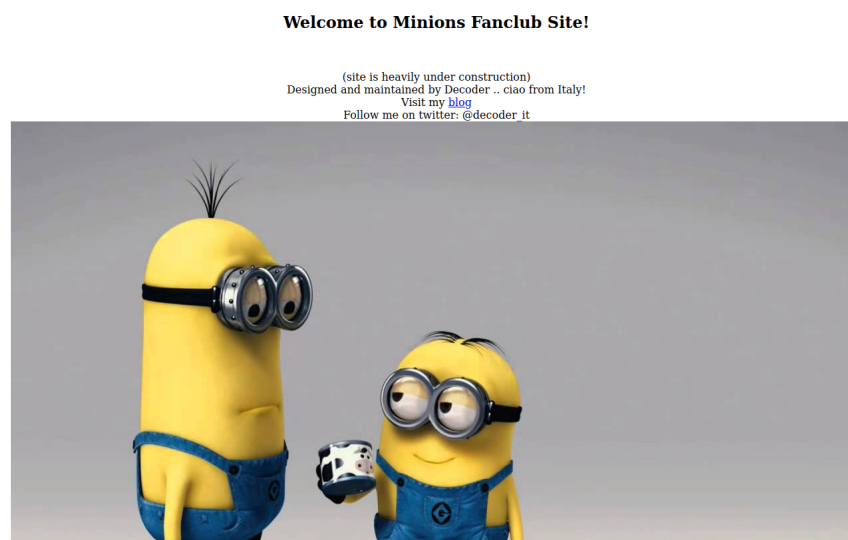 Welcome to Minions Fanclub Site!
(site is heavily under construction)
Designed and maintained by Decoder .. ciao from Italy!
Visit my blog
Follow me on twitter: @decoder_it